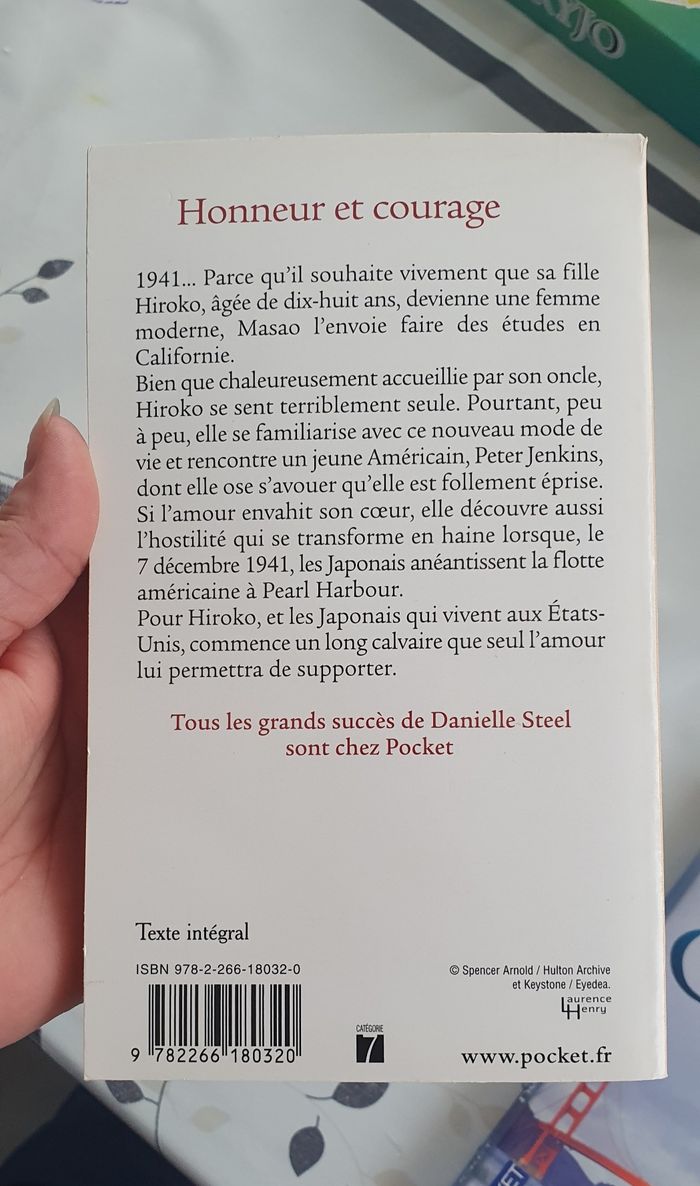 KYJO
Honneur et courage
1941... Parce qu'il souhaite vivement que sa fille
Hiroko, âgée de dix-huit ans, devienne une femme
moderne, Masao l'envoie faire des études en
Californie.
Bien que chaleureusement accueillie par son oncle,
Hiroko se sent terriblement seule. Pourtant, peu
à peu, elle se familiarise avec ce nouveau mode de
vie et rencontre un jeune Américain, Peter Jenkins,
dont elle ose s'avouer qu'elle est follement éprise.
Si l'amour envahit son cœur, elle découvre aussi
l'hostilité qui se transforme en haine lorsque, le
7 décembre 1941, les Japonais anéantissent la flotte
américaine à Pearl Harbour.
Pour Hiroko, et les Japonais qui vivent aux États-
Unis, commence un long calvaire que seul l'amour
lui permettra de supporter.
Tous les grands succès de Danielle Steel
sont chez Pocket
Texte intégral
ISBN 978-2-266-18032-0
© Spencer Arnold / Hulton Archive
et Keystone / Eyedea.
Laurence
Henry
9 782266 180320
CATÉGORIE
7
www.pocket.fr